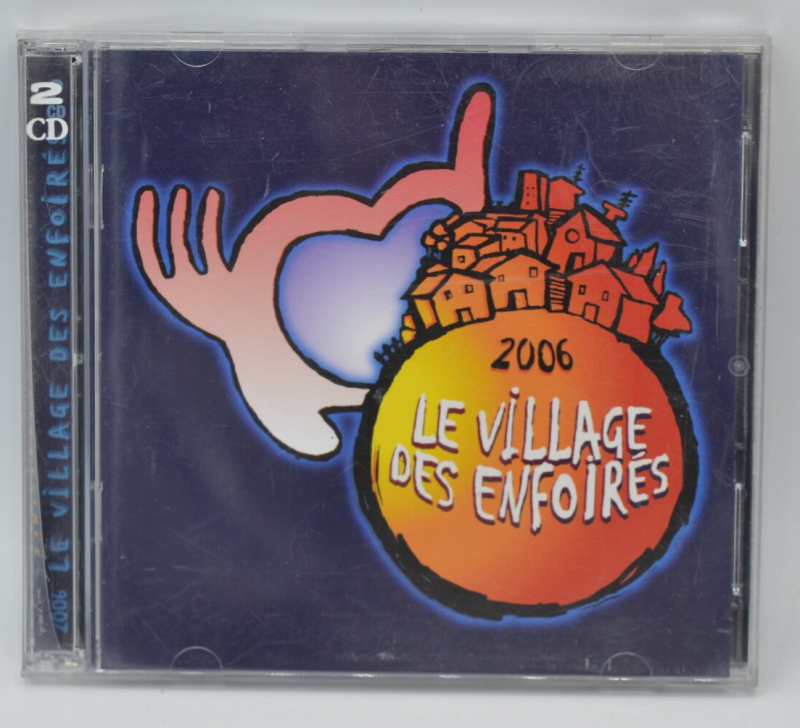 2
CD
2006 LE VILLAGE DES ENFOIRÉS
2006
LE VILLAGE
DES ENFOIRÉS